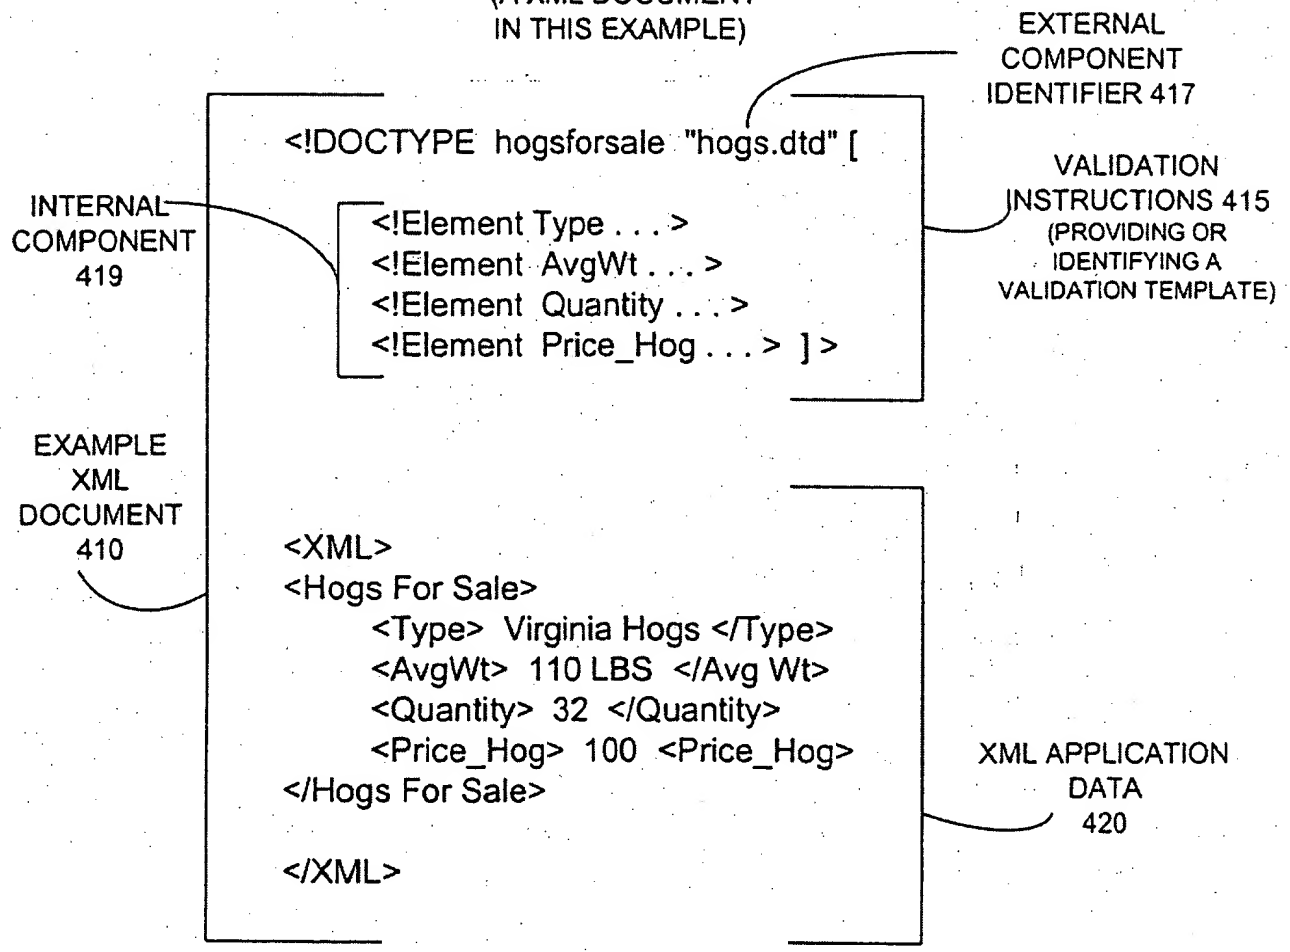 (A XML DOCUMENT
IN THIS EXAMPLE)
EXTERNAL
COMPONENT
IDENTIFIER 417
<!DOCTYPE hogsforsale "hogs.dtd" [
VALIDATION
INSTRUCTIONS 415
(PROVIDING OR
IDENTIFYING A
VALIDATION TEMPLATE)
INTERNAL
COMPONENT
419
<!Element Type . . . >
<!Element AvgWt . . . >
<!Element Quantity . . . >
<!Element Price_Hog . . . > ] >
EXAMPLE
XML
DOCUMENT
410
<XML>
<Hogs For Sale>
<Type> Virginia Hogs </Type>
<AvgWt> 110 LBS </Avg Wt>
<Quantity> 32 </Quantity>
<Price_Hog> 100 <Price_Hog>
</Hogs For Sale>
</XML>
XML APPLICATION
DATA
420